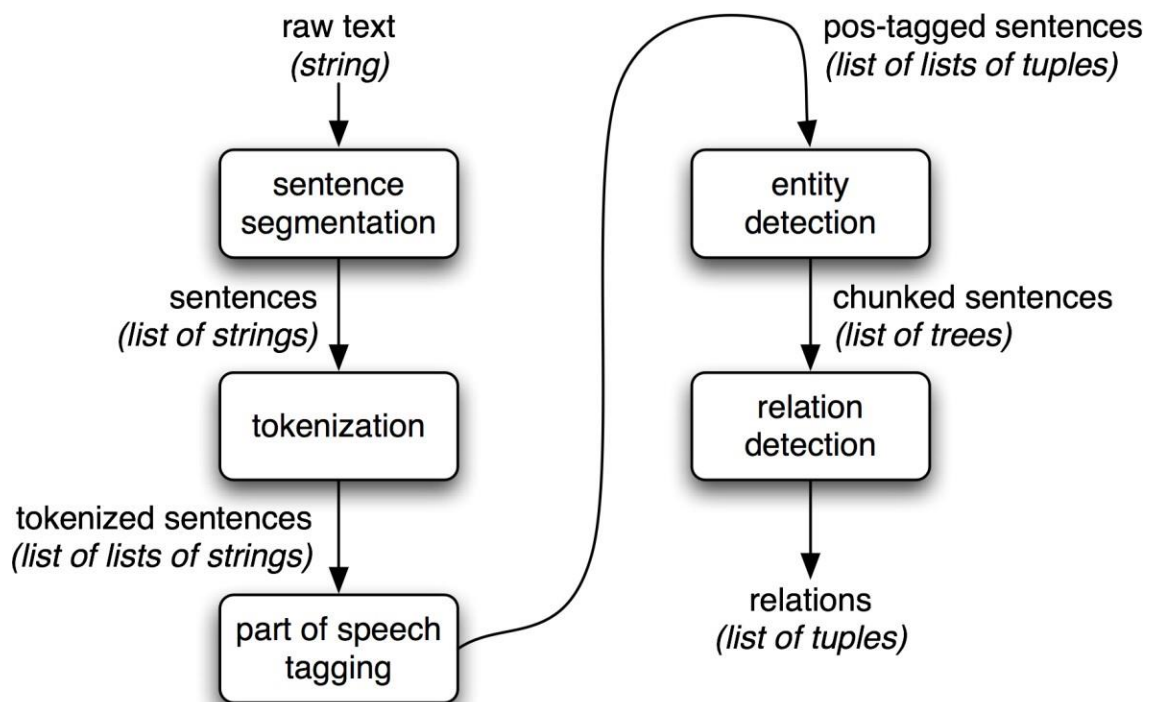 raw text
(string)
sentence
segmentation
sentences
(list of strings)
tokenization
tokenized sentences
(list of lists of strings)
part of speech
tagging
pos-tagged sentences
(list of lists of tuples)
entity
detection
chunked sentences
(list of trees)
relation
detection
relations
(list of tuples)